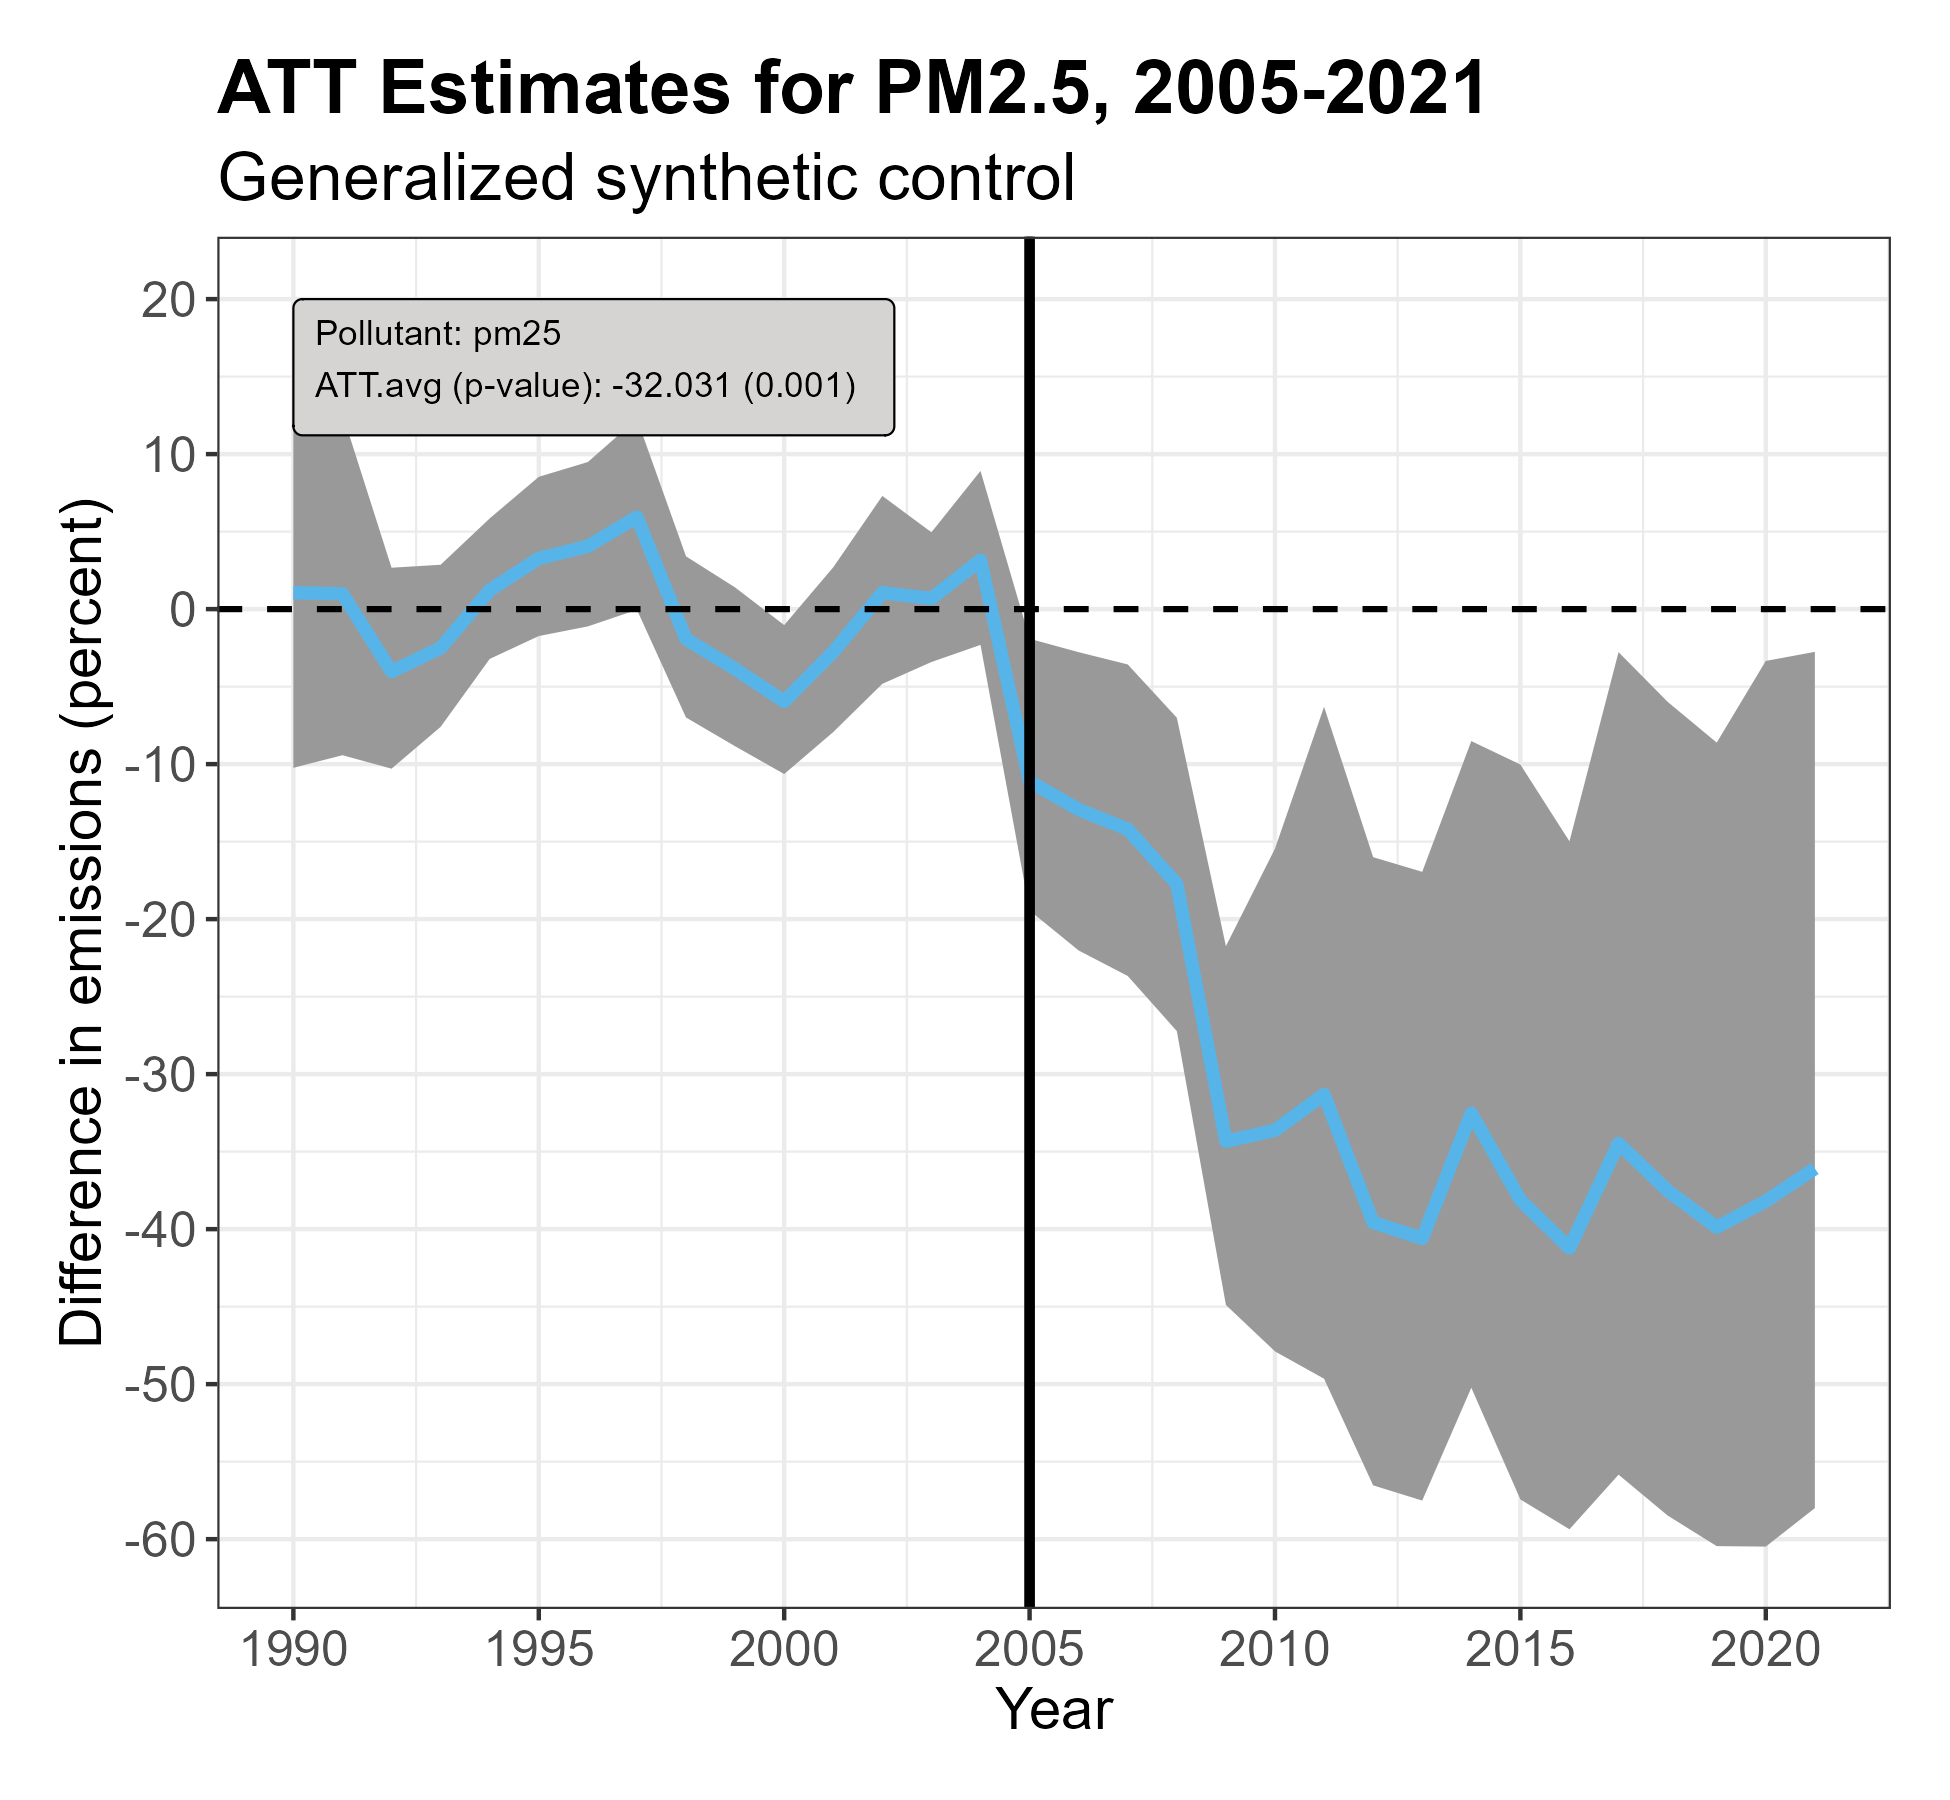 ATT Estimates for PM2.5, 2005-2021
Generalized synthetic control
Pollutant: pm25
ATT.avg (p-value): -32.031 (0.001)
Difference in emissions (percent)
20
10
0
-10
-20
-30
-40
-50
-60
1990
1995
2000
2005
2010
2015
2020
Year